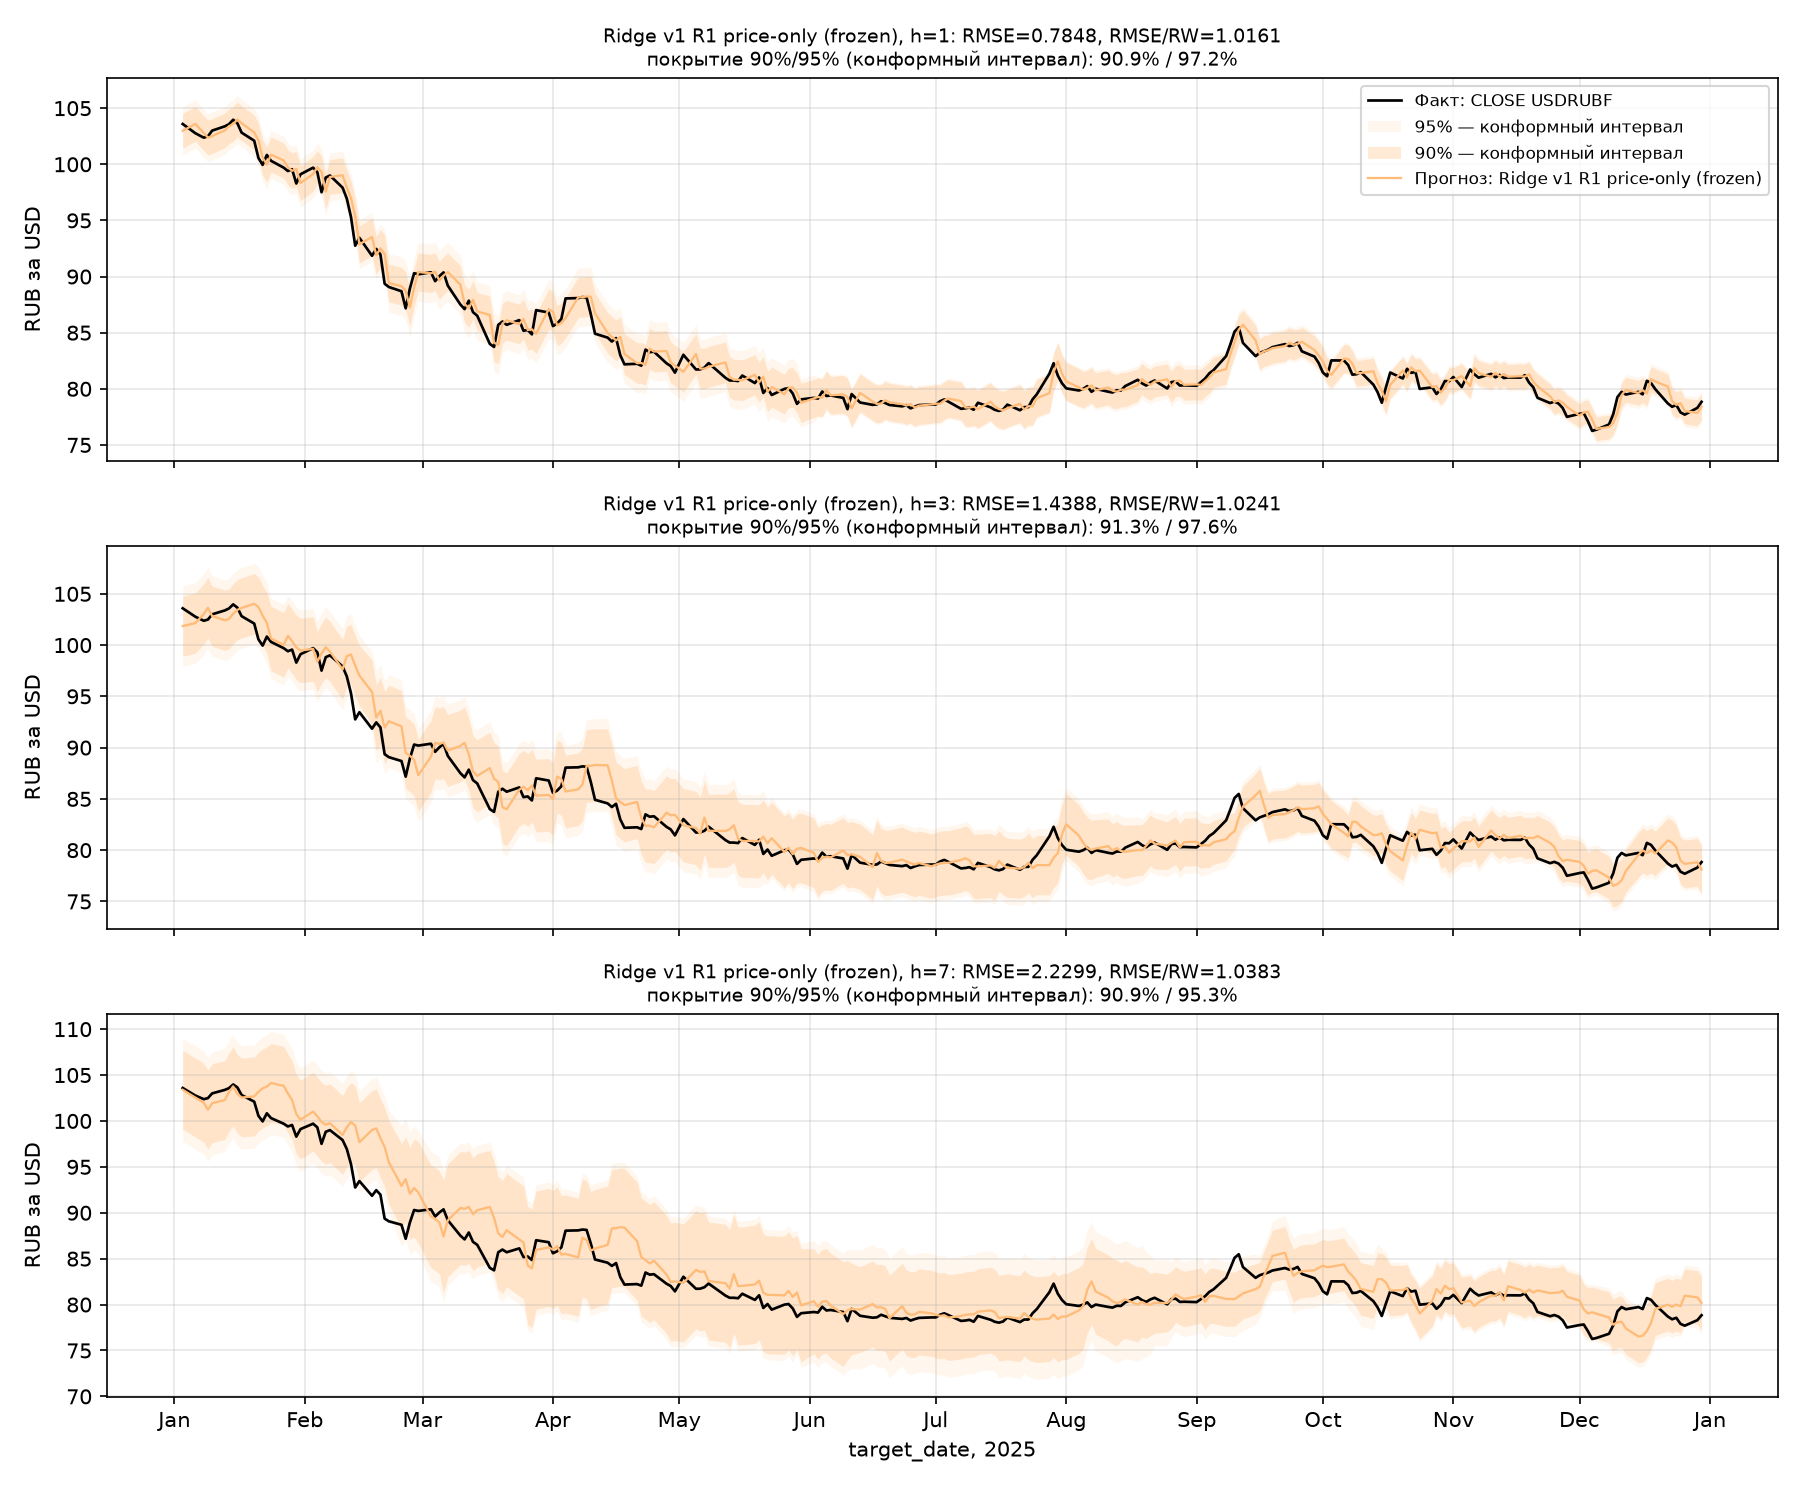 Ridge v1 R1 price-only (frozen), h=1: RMSE=0.7848, RMSE/RW=1.0161
покрытие 90%/95% (конформный интервал): 90.9% / 97.2%
105
100
95
90
85
80
75
RUB за USD
Факт: CLOSE USDRUBF
95% — конформный интервал
90% — конформный интервал
Прогноз: Ridge v1 R1 price-only (frozen)
Ridge v1 R1 price-only (frozen), h=3: RMSE=1.4388, RMSE/RW=1.0241
покрытие 90%/95% (конформный интервал): 91.3% / 97.6%
105
100
95
90
85
80
75
RUB за USD
Ridge v1 R1 price-only (frozen), h=7: RMSE=2.2299, RMSE/RW=1.0383
покрытие 90%/95% (конформный интервал): 90.9% / 95.3%
110
105
100
95
90
85
80
75
70
RUB за USD
Jan Feb Mar Apr May Jun Jul Aug Sep Oct Nov Dec Jan
target_date, 2025